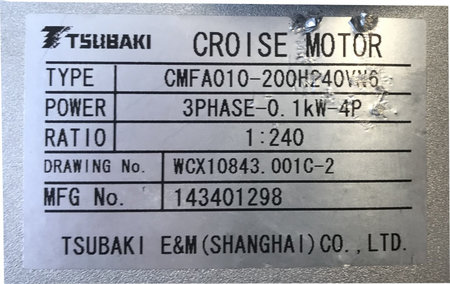 TSUBAKI CROISE MOTOR
TYPE CMFA010-200H240VW6
POWER 3PHASE-0.1kW-4P
RATIO 1:240
DRAWING No. WCX10843.001C-2
MFG No. 143401298
TSUBAKI E&M(SHANGHAI)CO.,LTD.